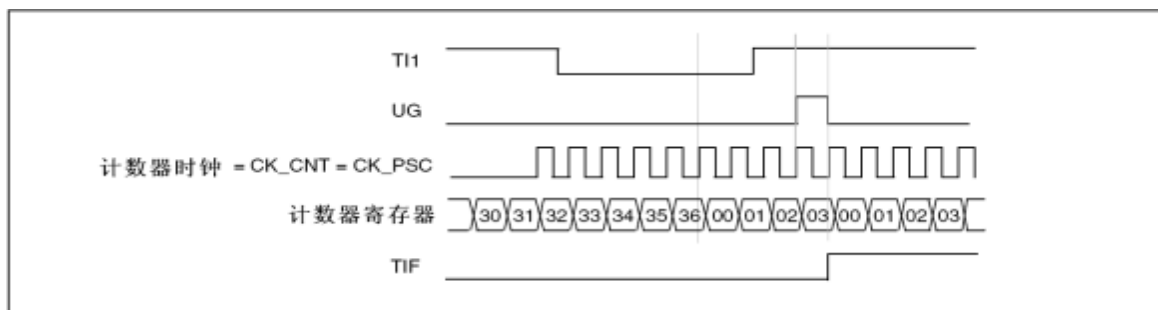 TI1
UG
计数器时钟 = CK_CNT = CK_PSC
计数器寄存器 30 31 32 33 34 35 36 00 01 02 03 00 01 02 03
TIF